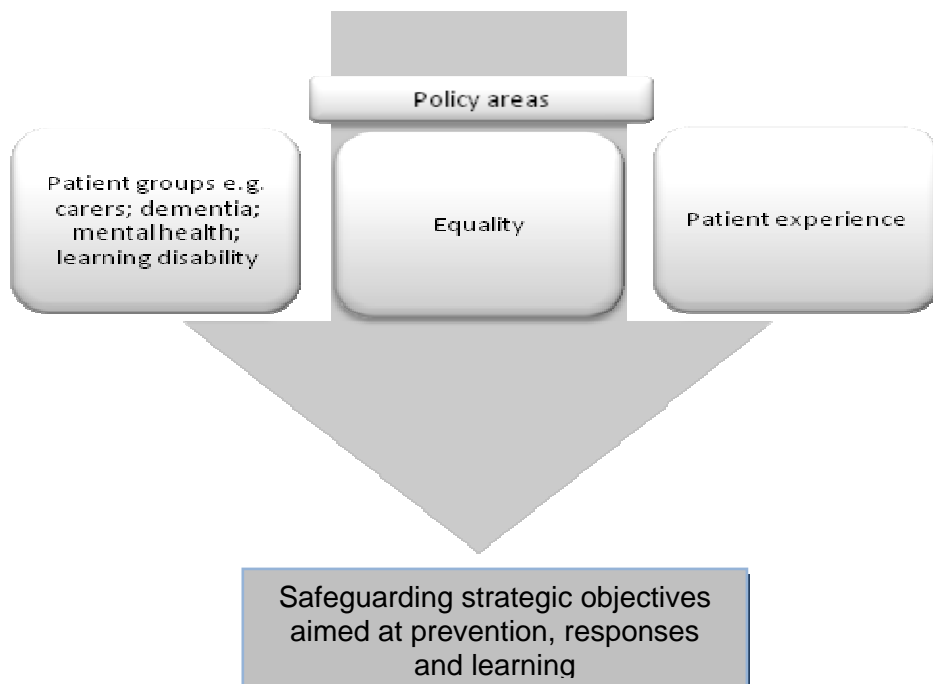 Policy areas
Patient groups e.g.
carers; dementia;
mental health;
learning disability
Equality
Patient experience
Safeguarding strategic objectives
aimed at prevention, responses
and learning